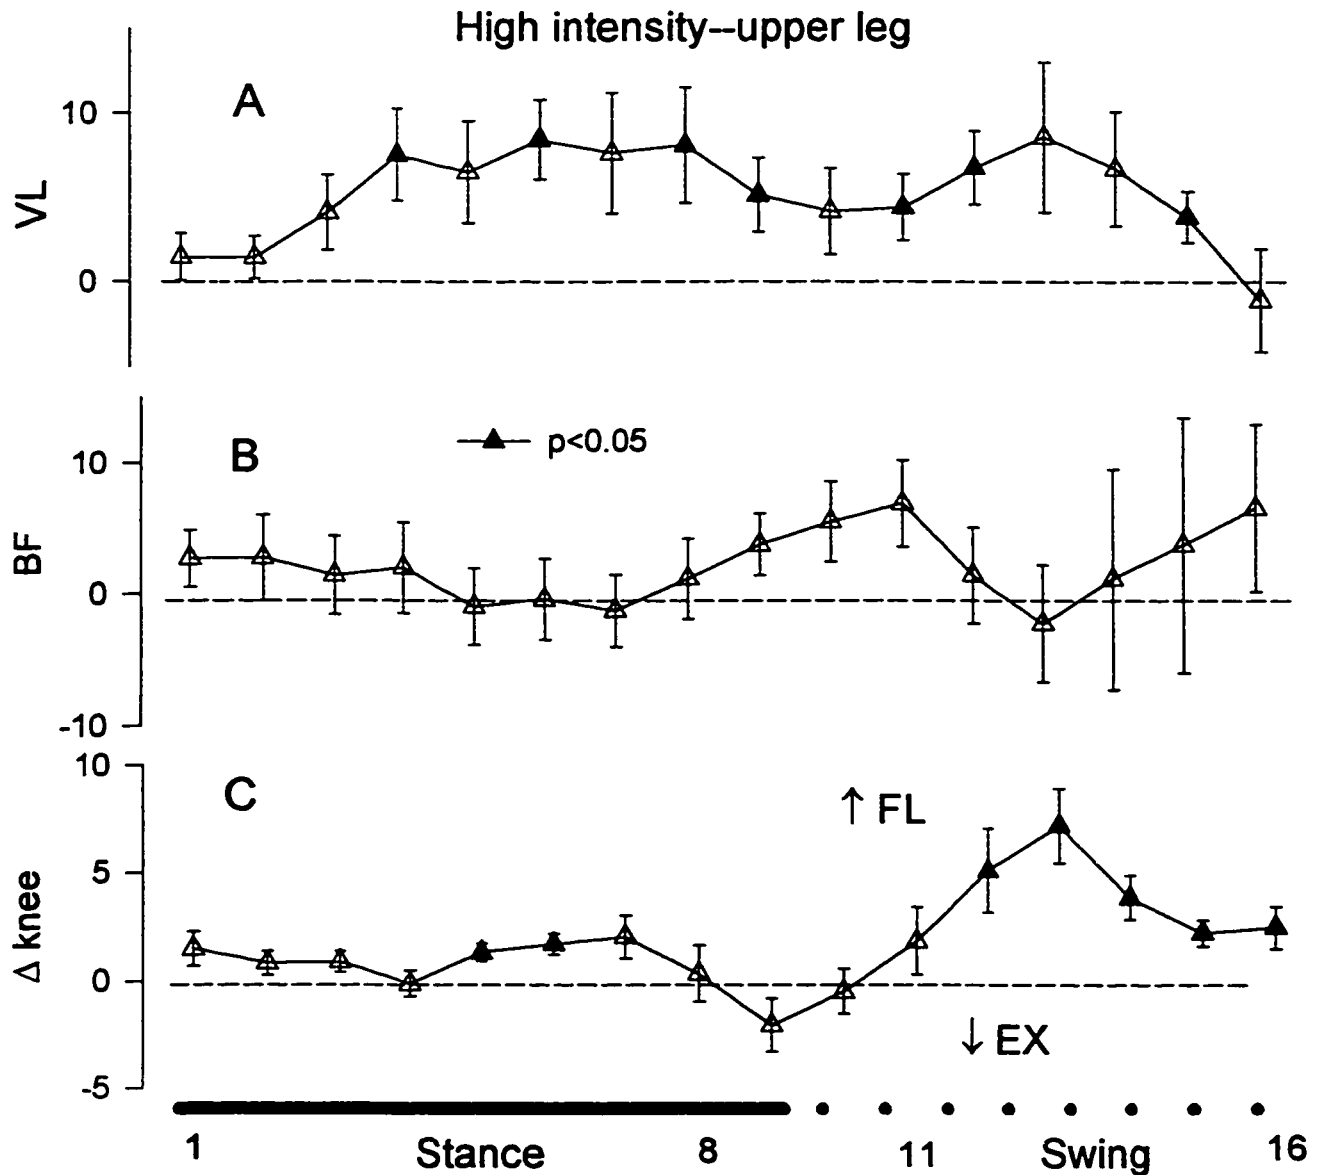 High intensity--upper leg
A
10
0
VL
B
p<0.05
10
0
-10
BF
C
↑ FL
↓ EX
10
5
0
-5
Δ knee
1 Stance 8 11 Swing 16